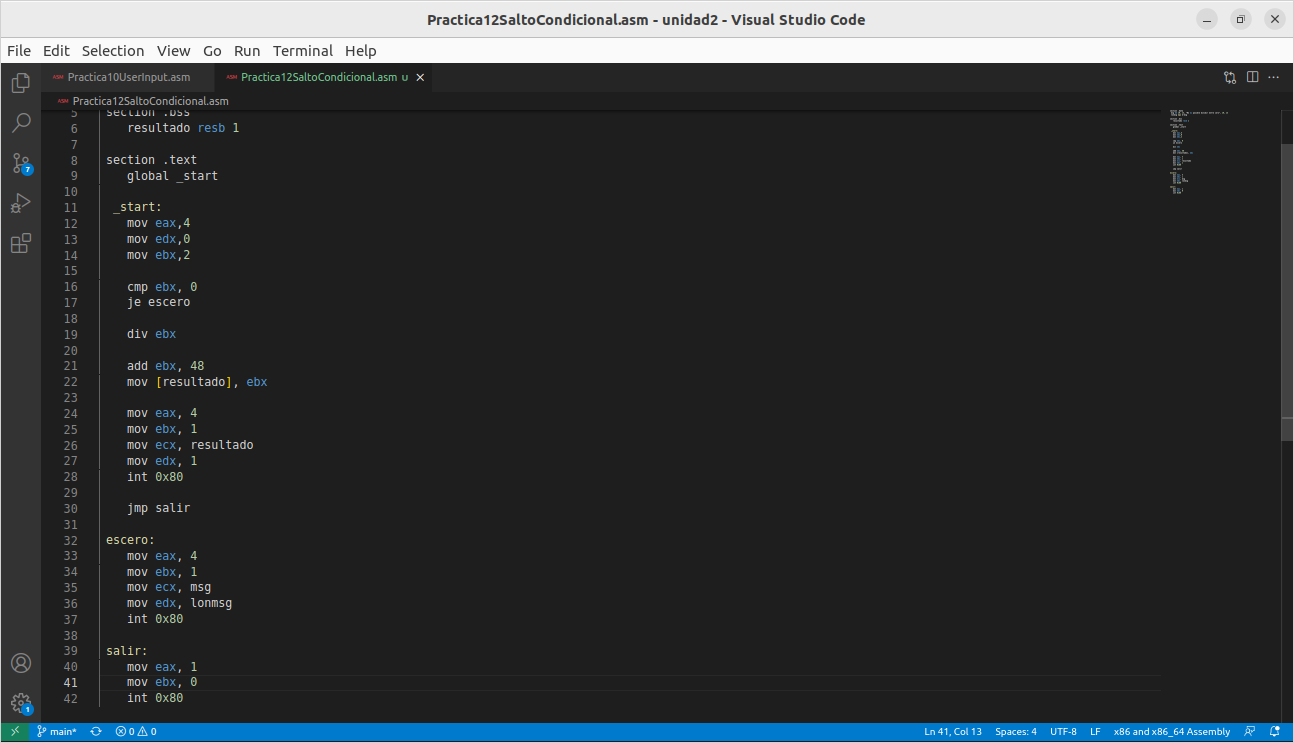 Practica12SaltoCondicional.asm - unidad2 - Visual Studio Code
File Edit Selection View Go Run Terminal Help
ASM Practica10UserInput.asm ASM Practica12SaltoCondicional.asm U
ASM Practica12SaltoCondicional.asm
5 section .bss
6 resultado resb 1
7
8 section .text
9 global _start
10
11 _start:
12 mov eax,4
13 mov edx,0
14 mov ebx,2
15
16 cmp ebx, 0
17 je escero
18
19 div ebx
20
21 add ebx, 48
22 mov [resultado], ebx
23
24 mov eax, 4
25 mov ebx, 1
26 mov ecx, resultado
27 mov edx, 1
28 int 0x80
29
30 jmp salir
31
32 escero:
33 mov eax, 4
34 mov ebx, 1
35 mov ecx, msg
36 mov edx, lonmsg
37 int 0x80
38
39 salir:
40 mov eax, 1
41 mov ebx, 0
42 int 0x80
7
1
main* 0 0 Ln 41, Col 13 Spaces: 4 UTF-8 LF x86 and x86_64 Assembly